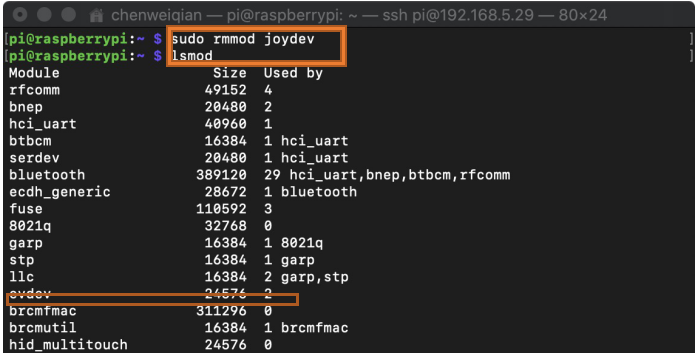 chenweiqian — pi@raspberrypi: ~ — ssh pi@192.168.5.29 — 80×24
[pi@raspberrypi:~ $ sudo rmmod joydev ]
[pi@raspberrypi:~ $ lsmod ]
Module Size Used by
rfcomm 49152 4
bnep 20480 2
hci_uart 40960 1
btbcm 16384 1 hci_uart
serdev 20480 1 hci_uart
bluetooth 389120 29 hci_uart,bnep,btbcm,rfcomm
ecdh_generic 28672 1 bluetooth
fuse 110592 3
8021q 32768 0
garp 16384 1 8021q
stp 16384 1 garp
llc 16384 2 garp,stp
evdev 24576 2
brcmfmac 311296 0
brcmutil 16384 1 brcmfmac
hid_multitouch 24576 0